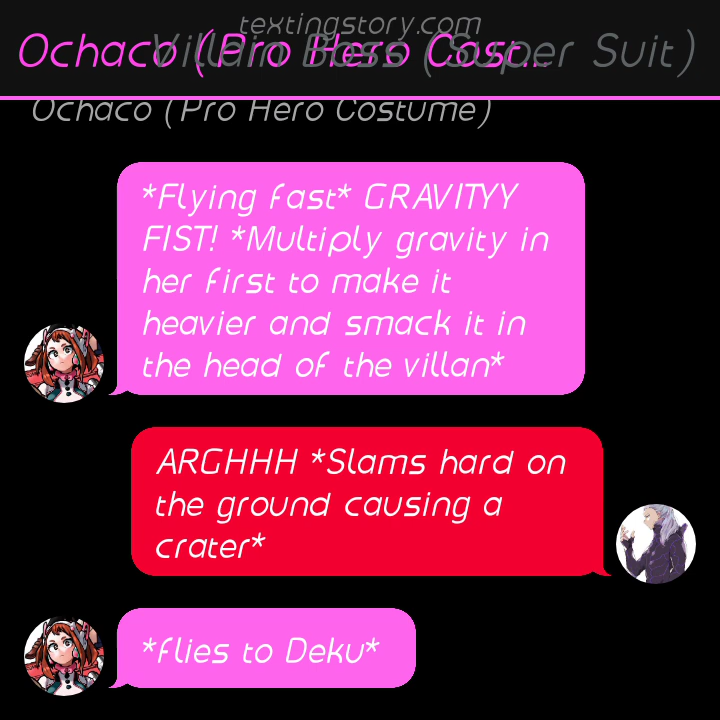 textingstory.com
Ochaco (Pro Hero Cost...
Villain Boss (Super Suit)
Ochaco (Pro Hero Costume)
*Flying fast* GRAVITYY
FIST! *Multiply gravity in
her first to make it
heavier and smack it in
the head of the villan*
ARGHHH *Slams hard on
the ground causing a
crater*
*flies to Deku*